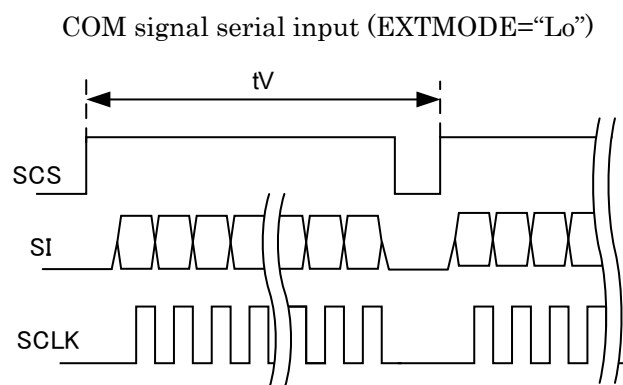 COM signal serial input (EXTMODE=“Lo”)
tV
SCS
SI
SCLK